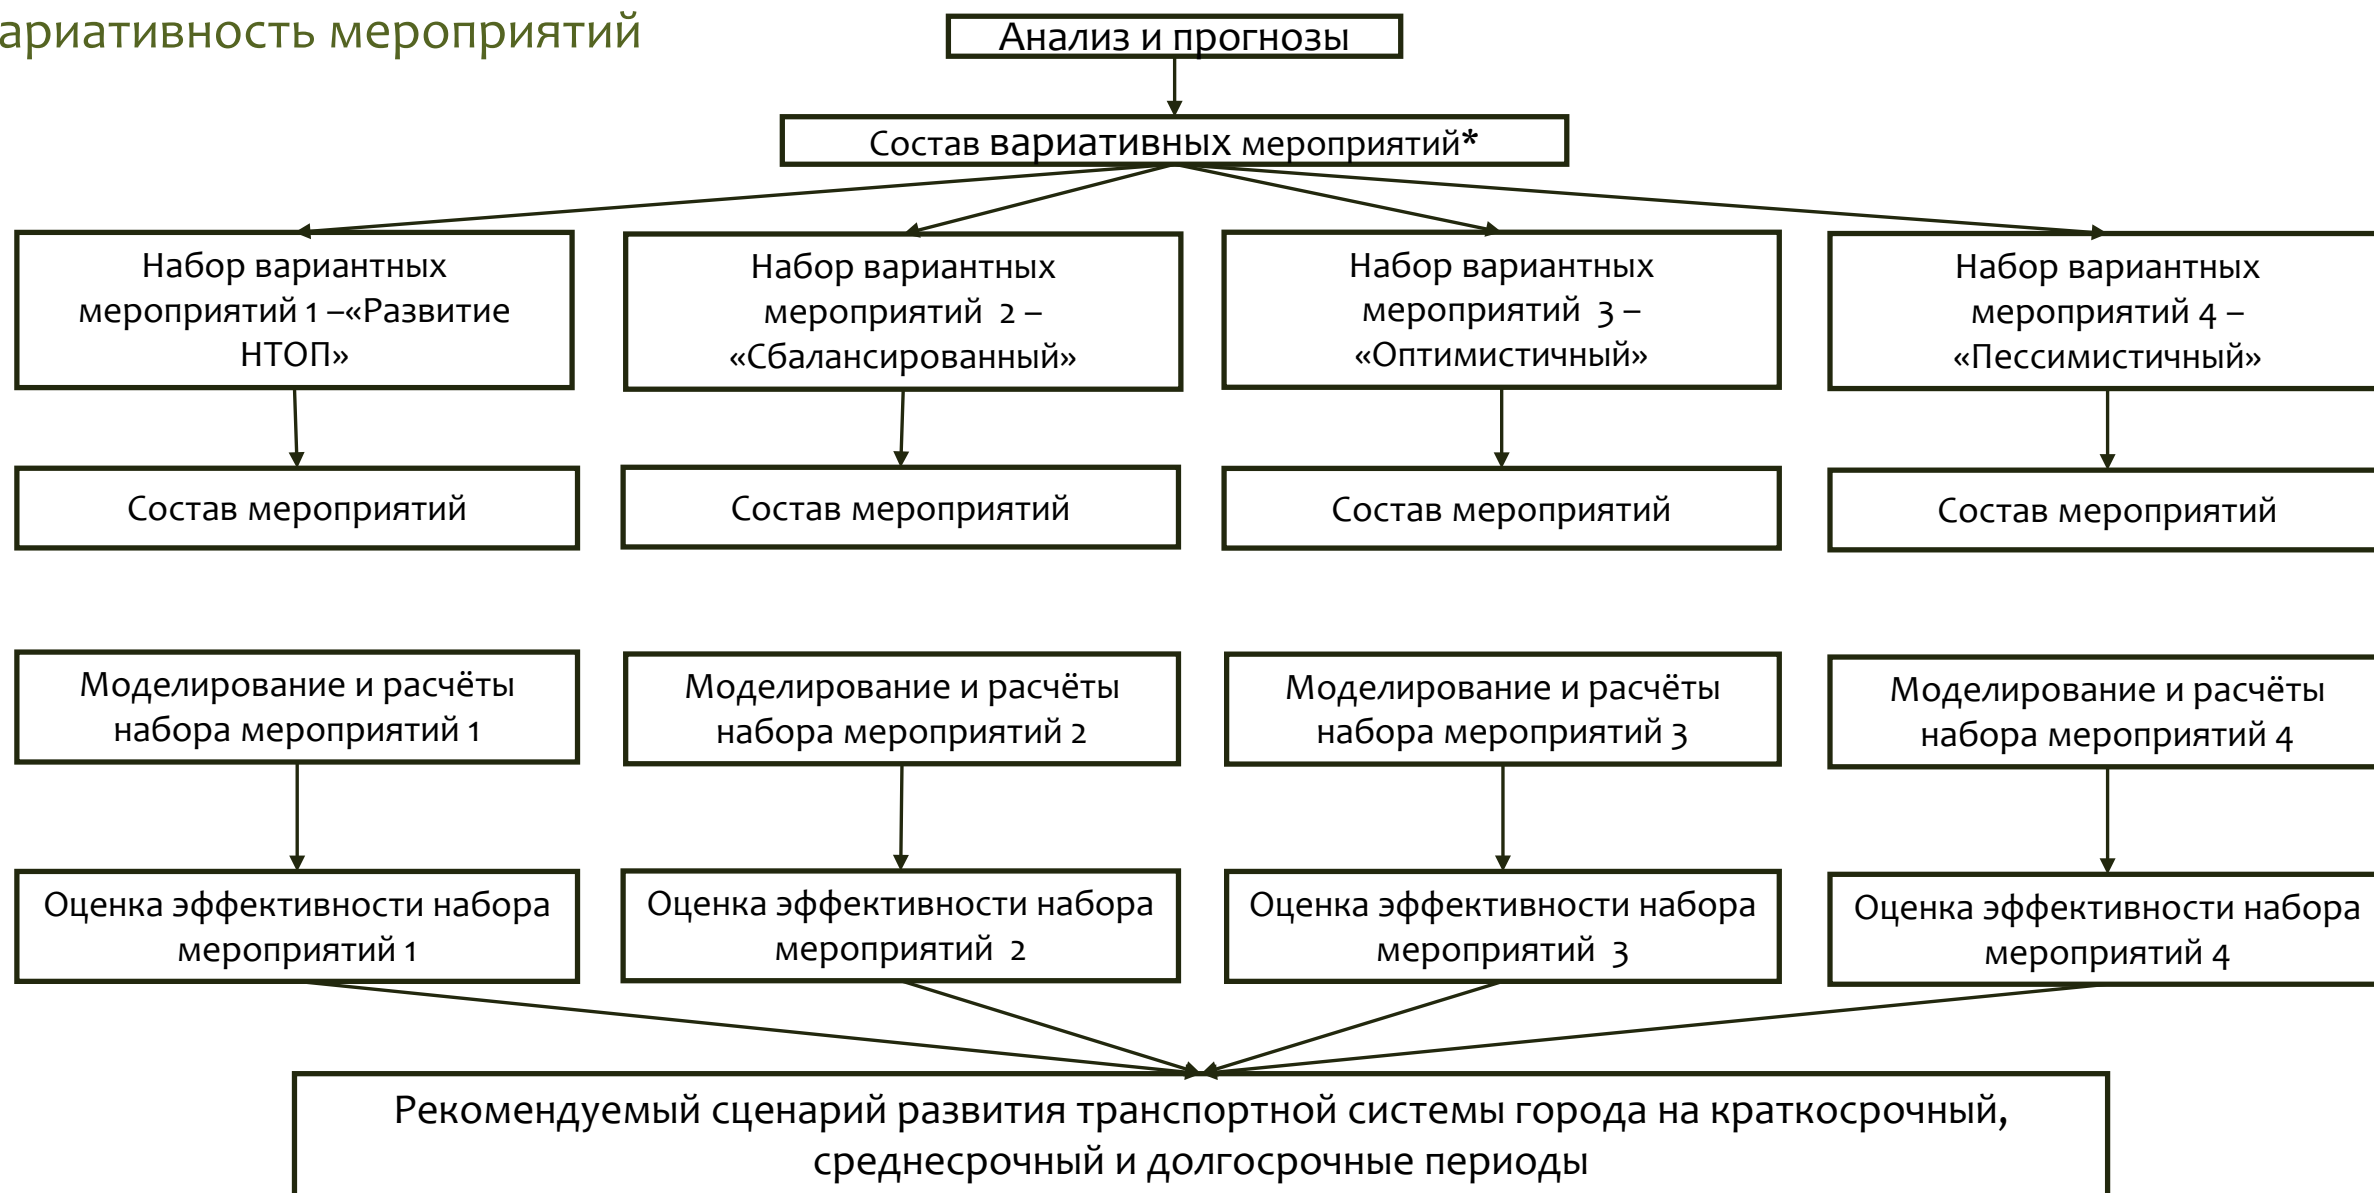 ариативность мероприятий
Анализ и прогнозы
Состав вариативных мероприятий*
Набор вариантных
мероприятий 1 –«Развитие
НТОП»
Набор вариантных
мероприятий 2 –
«Сбалансированный»
Набор вариантных
мероприятий 3 –
«Оптимистичный»
Набор вариантных
мероприятий 4 –
«Пессимистичный»
Состав мероприятий
Состав мероприятий
Состав мероприятий
Состав мероприятий
Моделирование и расчёты
набора мероприятий 1
Моделирование и расчёты
набора мероприятий 2
Моделирование и расчёты
набора мероприятий 3
Моделирование и расчёты
набора мероприятий 4
Оценка эффективности набора
мероприятий 1
Оценка эффективности набора
мероприятий 2
Оценка эффективности набора
мероприятий 3
Оценка эффективности набора
мероприятий 4
Рекомендуемый сценарий развития транспортной системы города на краткосрочный,
среднесрочный и долгосрочные периоды